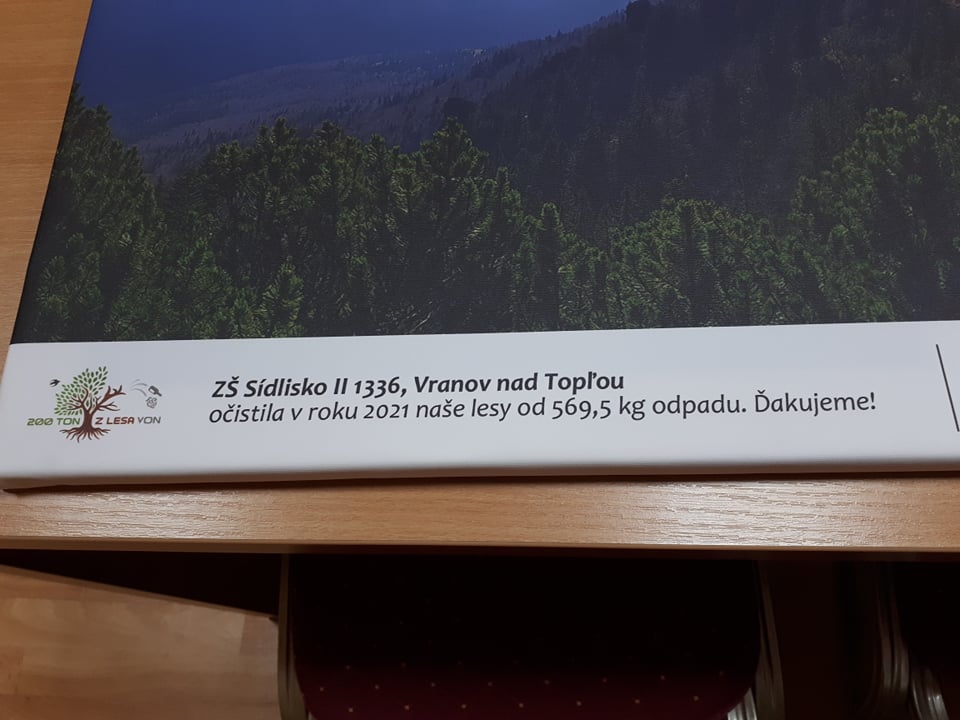 200 TON Z LESA VON
ZŠ Sídlisko II 1336, Vranov nad Topľou
očistila v roku 2021 naše lesy od 569,5 kg odpadu. Ďakujeme!